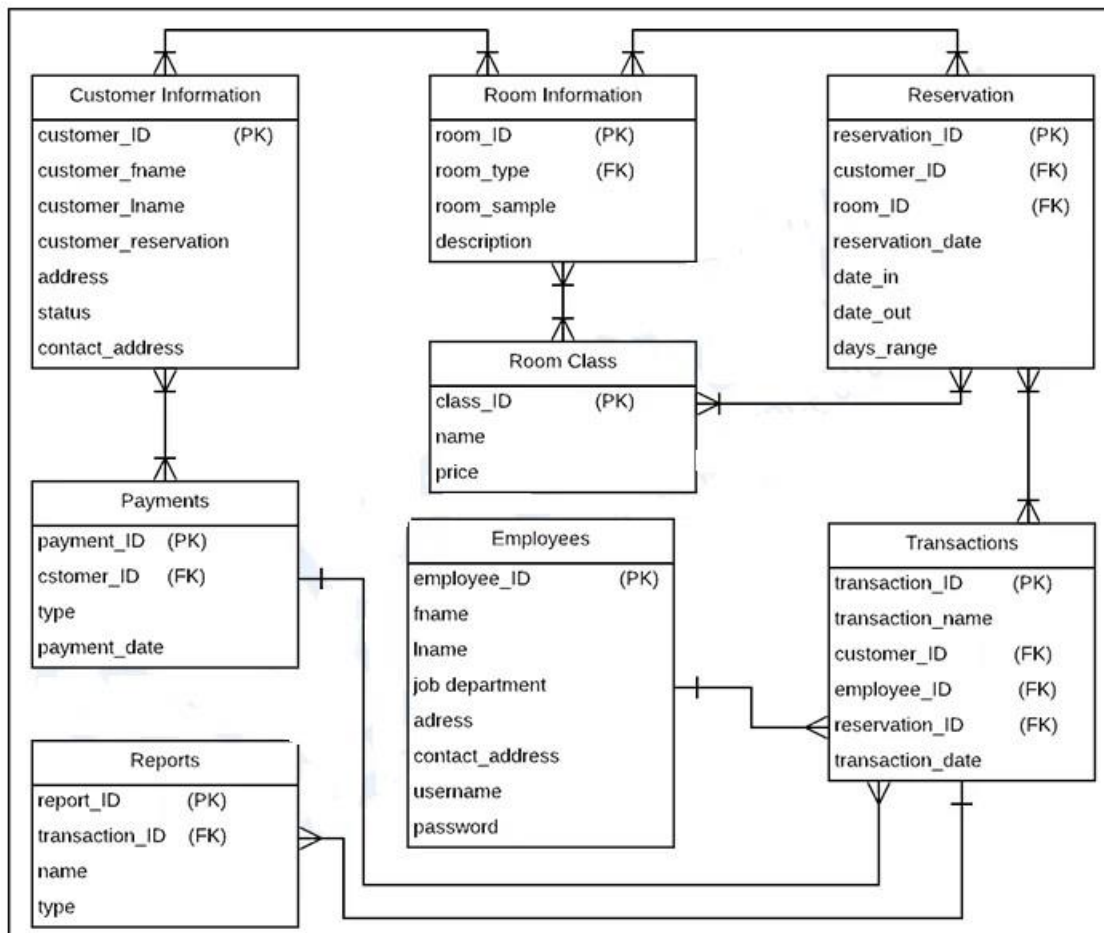 Customer Information
customer_ID (PK)
customer_fname
customer_lname
customer_reservation
address
status
contact_address
Room Information
room_ID (PK)
room_type (FK)
room_sample
description
Reservation
reservation_ID (PK)
customer_ID (FK)
room_ID (FK)
reservation_date
date_in
date_out
days_range
Room Class
class_ID (PK)
name
price
Payments
payment_ID (PK)
cstomer_ID (FK)
type
payment_date
Employees
employee_ID (PK)
fname
lname
job department
adress
contact_address
username
password
Transactions
transaction_ID (PK)
transaction_name
customer_ID (FK)
employee_ID (FK)
reservation_ID (FK)
transaction_date
Reports
report_ID (PK)
transaction_ID (FK)
name
type